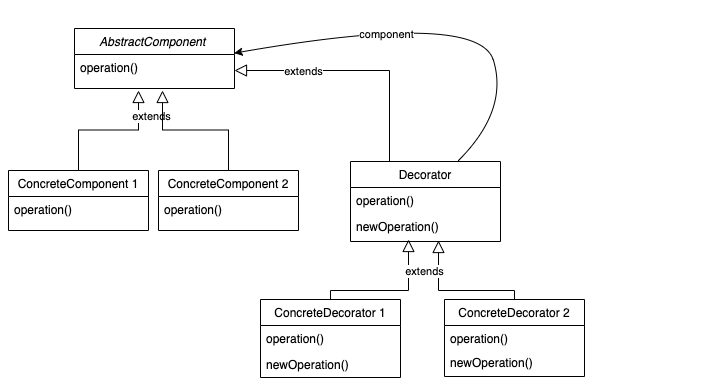 component
AbstractComponent
operation()
extends
extends
ConcreteComponent 1
operation()
ConcreteComponent 2
operation()
Decorator
operation()
newOperation()
extends
ConcreteDecorator 1
operation()
newOperation()
ConcreteDecorator 2
operation()
newOperation()